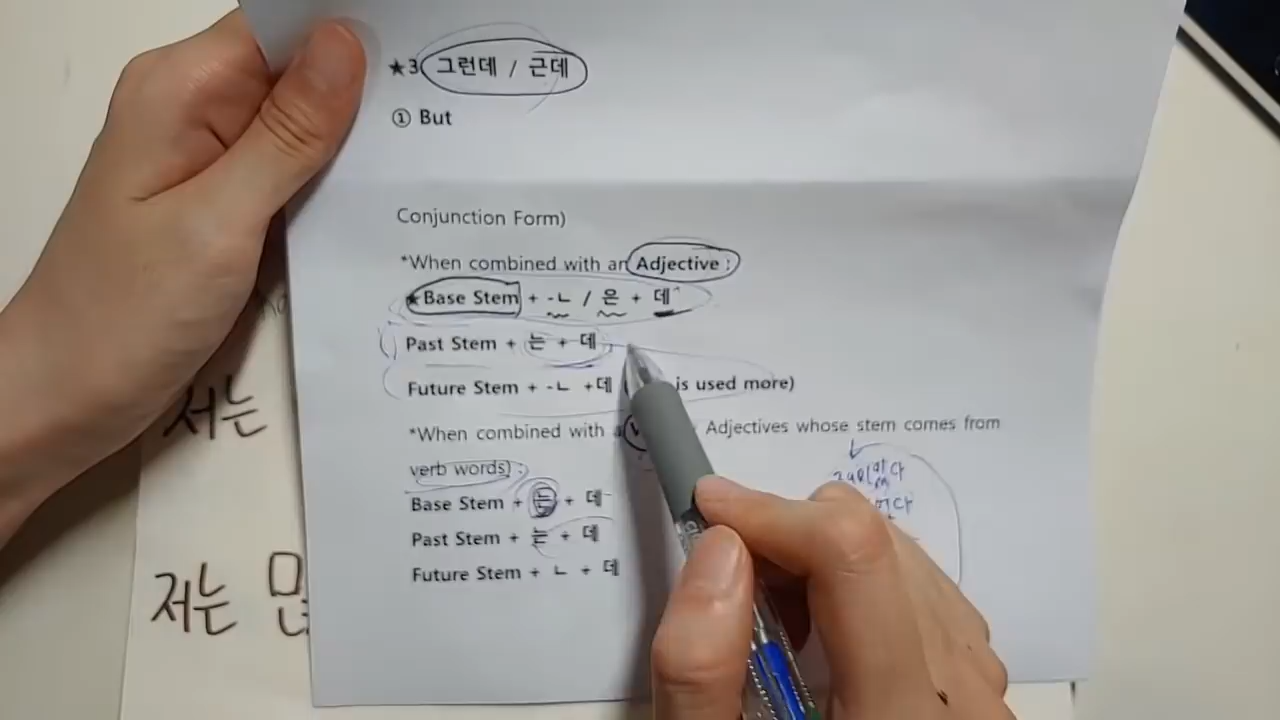 ★3 그런데 / 근데
① But
Conjunction Form)
*When combined with an Adjective :
★Base Stem + -ㄴ / 은 + 데
Past Stem + 는 + 데
Future Stem + -ㄴ +데 is used more)
*When combined with a Adjectives whose stem comes from
verb words) :
Base Stem + 는 + 데
Past Stem + 는 + 데
Future Stem + ㄴ + 데
저는
저는